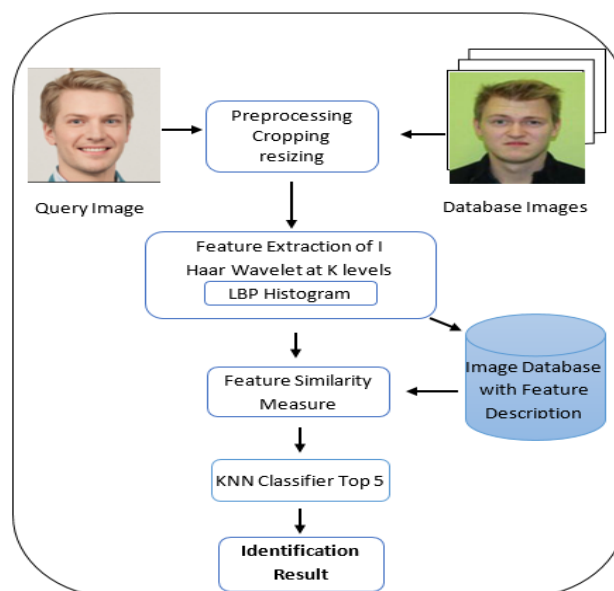 Preprocessing
Cropping
resizing
Query Image
Database Images
Feature Extraction of I
Haar Wavelet at K levels
LBP Histogram
Image Database
with Feature
Description
Feature Similarity
Measure
KNN Classifier Top 5
Identification
Result